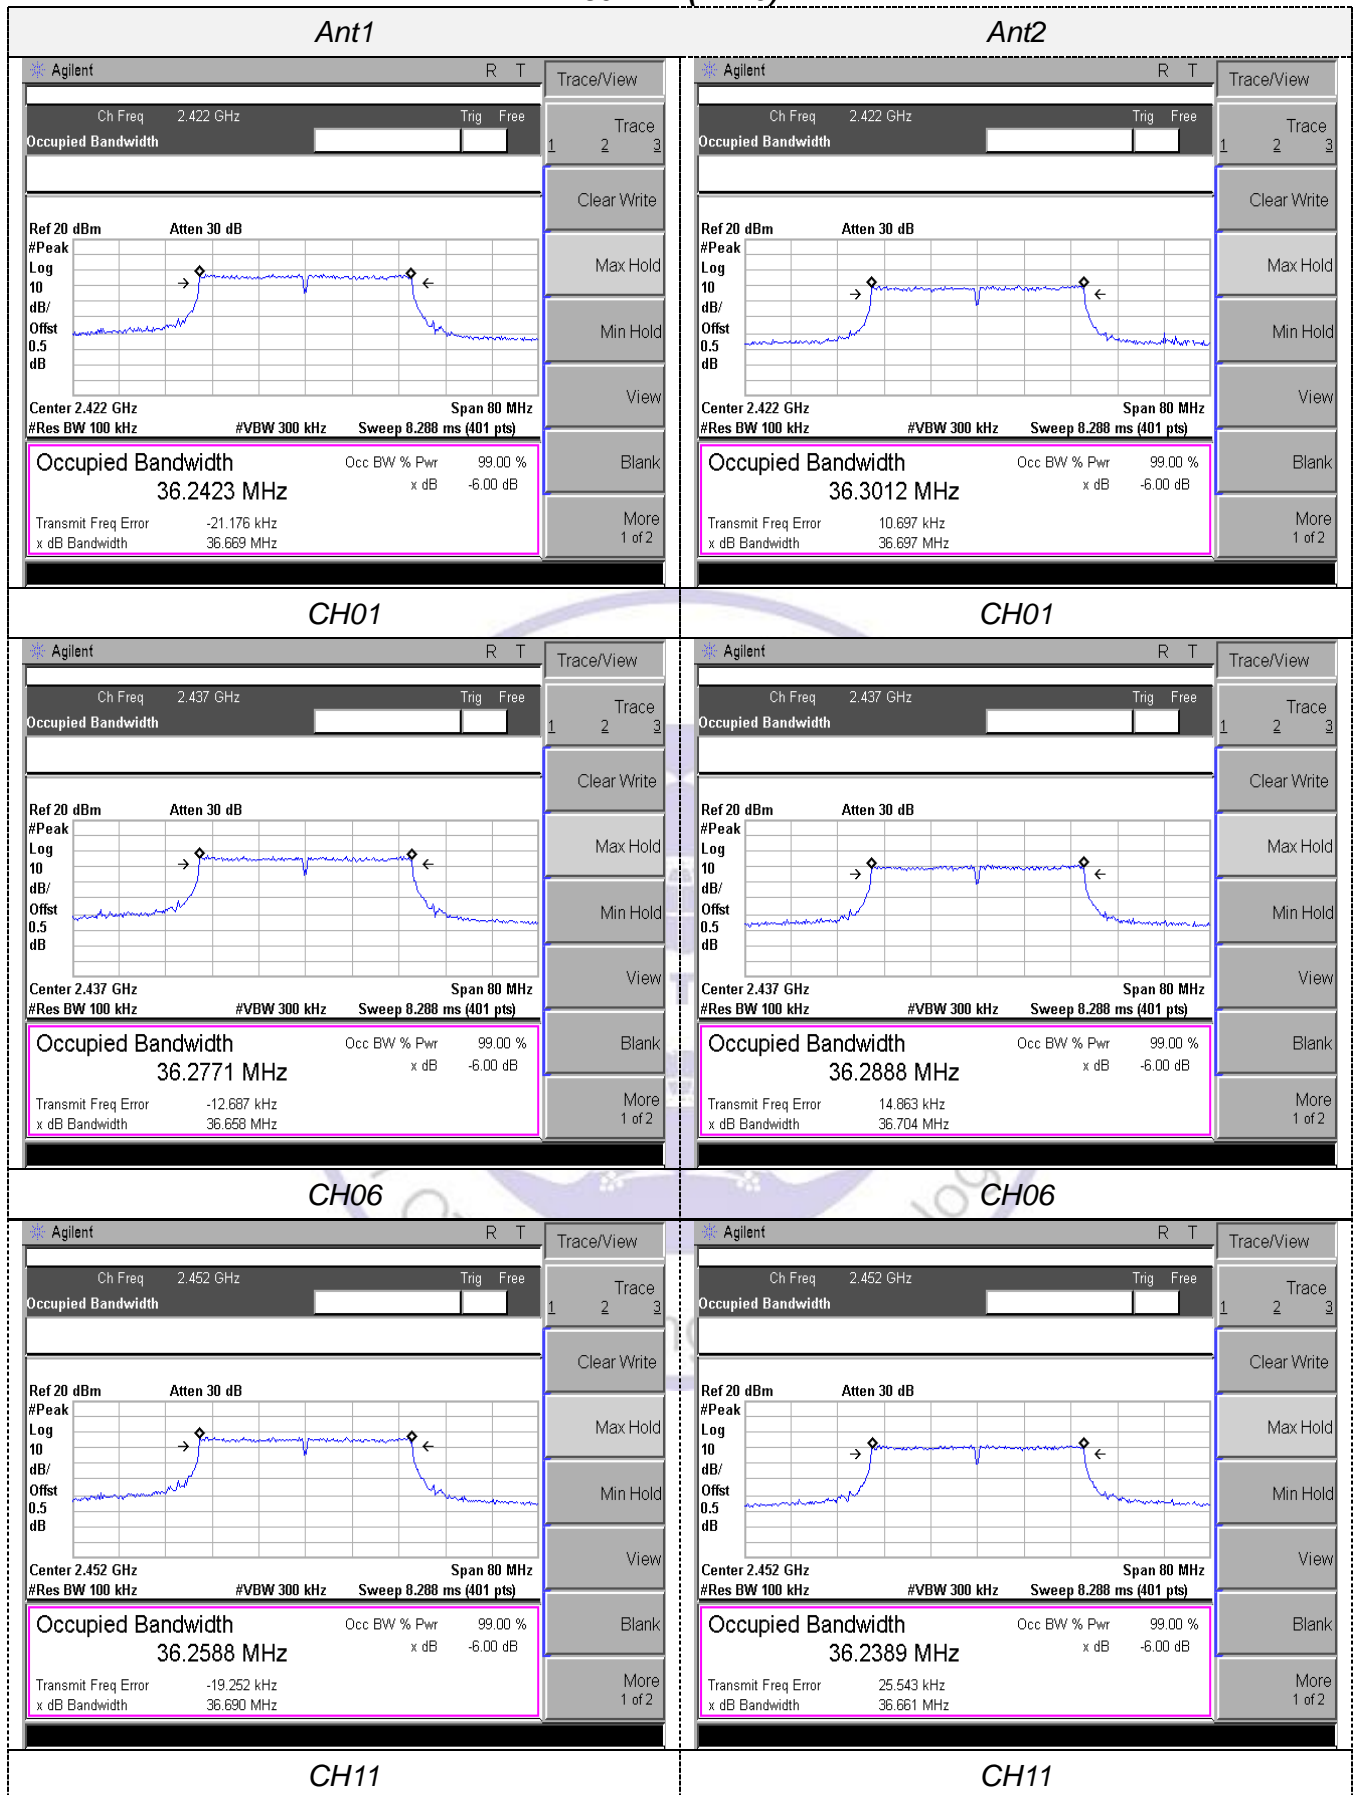 Ant1
Ant2
Agilent R T
Trace/View
Ch Freq 2.422 GHz Trig Free
Occupied Bandwidth
Trace
1 2 3
Clear Write
Ref 20 dBm Atten 30 dB
#Peak
Log
10
dB/
Offst
0.5
dB
Max Hold
Min Hold
View
Center 2.422 GHz Span 80 MHz
#Res BW 100 kHz #VBW 300 kHz Sweep 8.288 ms (401 pts)
Occupied Bandwidth Occ BW % Pwr 99.00 %
36.2423 MHz x dB -6.00 dB
Transmit Freq Error -21.176 kHz
x dB Bandwidth 36.669 MHz
Blank
More
1 of 2
Agilent R T
Trace/View
Ch Freq 2.422 GHz Trig Free
Occupied Bandwidth
Trace
1 2 3
Clear Write
Ref 20 dBm Atten 30 dB
#Peak
Log
10
dB/
Offst
0.5
dB
Max Hold
Min Hold
View
Center 2.422 GHz Span 80 MHz
#Res BW 100 kHz #VBW 300 kHz Sweep 8.288 ms (401 pts)
Occupied Bandwidth Occ BW % Pwr 99.00 %
36.3012 MHz x dB -6.00 dB
Transmit Freq Error 10.697 kHz
x dB Bandwidth 36.697 MHz
Blank
More
1 of 2
CH01
CH01
Agilent R T
Trace/View
Ch Freq 2.437 GHz Trig Free
Occupied Bandwidth
Trace
1 2 3
Clear Write
Ref 20 dBm Atten 30 dB
#Peak
Log
10
dB/
Offst
0.5
dB
Max Hold
Min Hold
View
Center 2.437 GHz Span 80 MHz
#Res BW 100 kHz #VBW 300 kHz Sweep 8.288 ms (401 pts)
Occupied Bandwidth Occ BW % Pwr 99.00 %
36.2771 MHz x dB -6.00 dB
Transmit Freq Error -12.687 kHz
x dB Bandwidth 36.658 MHz
Blank
More
1 of 2
Agilent R T
Trace/View
Ch Freq 2.437 GHz Trig Free
Occupied Bandwidth
Trace
1 2 3
Clear Write
Ref 20 dBm Atten 30 dB
#Peak
Log
10
dB/
Offst
0.5
dB
Max Hold
Min Hold
View
Center 2.437 GHz Span 80 MHz
#Res BW 100 kHz #VBW 300 kHz Sweep 8.288 ms (401 pts)
Occupied Bandwidth Occ BW % Pwr 99.00 %
36.2888 MHz x dB -6.00 dB
Transmit Freq Error 14.863 kHz
x dB Bandwidth 36.704 MHz
Blank
More
1 of 2
CH06
CH06
Agilent R T
Trace/View
Ch Freq 2.452 GHz Trig Free
Occupied Bandwidth
Trace
1 2 3
Clear Write
Ref 20 dBm Atten 30 dB
#Peak
Log
10
dB/
Offst
0.5
dB
Max Hold
Min Hold
View
Center 2.452 GHz Span 80 MHz
#Res BW 100 kHz #VBW 300 kHz Sweep 8.288 ms (401 pts)
Occupied Bandwidth Occ BW % Pwr 99.00 %
36.2588 MHz x dB -6.00 dB
Transmit Freq Error -19.252 kHz
x dB Bandwidth 36.690 MHz
Blank
More
1 of 2
Agilent R T
Trace/View
Ch Freq 2.452 GHz Trig Free
Occupied Bandwidth
Trace
1 2 3
Clear Write
Ref 20 dBm Atten 30 dB
#Peak
Log
10
dB/
Offst
0.5
dB
Max Hold
Min Hold
View
Center 2.452 GHz Span 80 MHz
#Res BW 100 kHz #VBW 300 kHz Sweep 8.288 ms (401 pts)
Occupied Bandwidth Occ BW % Pwr 99.00 %
36.2389 MHz x dB -6.00 dB
Transmit Freq Error 25.543 kHz
x dB Bandwidth 36.661 MHz
Blank
More
1 of 2
CH11
CH11